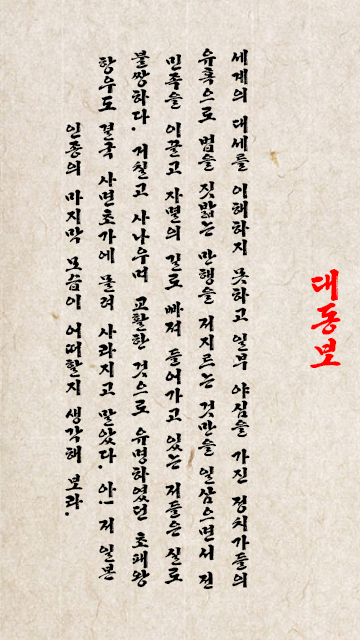 대동보
세계의 대세를 이해하지 못하고 일부 야심을 가진 정치가들의
유혹으로 법을 짓밟는 만행을 저지르는 것만을 일삼으면서 전
민족을 이끌고 자멸의 길로 빠져 들어가고 있는 저들은 실로
불쌍하다. 거칠고 사나우며 교활한 것으로 유명하였던 초패왕
항우도 결국 사면초가에 몰려 사라지고 말았다. 아! 저 일본
인종의 마지막 모습이 어떠할지 생각해 보라.